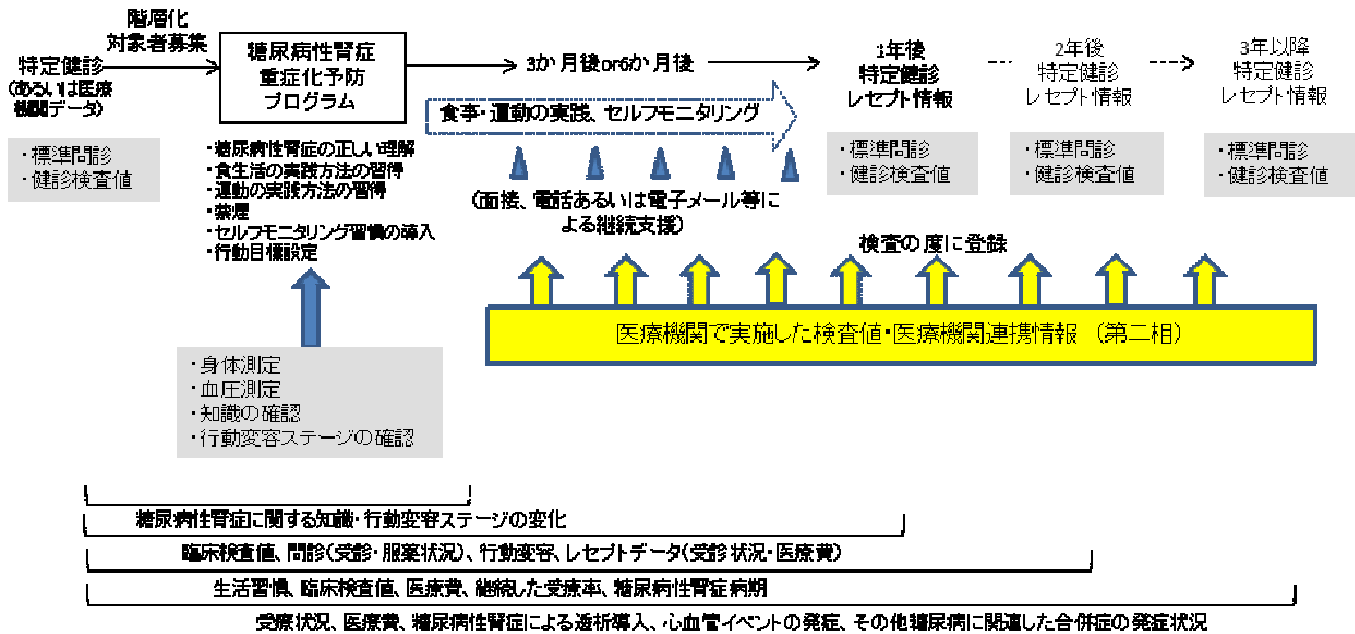 階層化
対象者募集
特定健診
(あるいは医療
機関データ)
・標準問診
・健診検査値
糖尿病性腎症
重症化予防
プログラム
・糖尿病性腎症の正しい理解
・食生活の実践方法の習得
・運動の実践方法の習得
・禁煙
・セルフモニタリング習慣の導入
・行動目標設定
・身体測定
・血圧測定
・知識の確認
・行動変容ステージの確認
3か月後or6か月後
食事・運動の実践、セルフモニタリング
(面接、電話あるいは電子メール等に
よる継続支援)
1年後
特定健診
レセプト情報
・標準問診
・健診検査値
2年後
特定健診
レセプト情報
・標準問診
・健診検査値
3年以降
特定健診
レセプト情報
・標準問診
・健診検査値
検査の度に登録
医療機関で実施した検査値・医療機関連携情報 (第二相)
糖尿病性腎症に関する知識・行動変容ステージの変化
臨床検査値、問診(受診・服薬状況)、行動変容、レセプトデータ(受診状況・医療費)
生活習慣、臨床検査値、医療費、継続した受療率、糖尿病性腎症病期
受療状況、医療費、糖尿病性腎症による透析導入、心血管イベントの発症、その他糖尿病に関連した合併症の発症状況